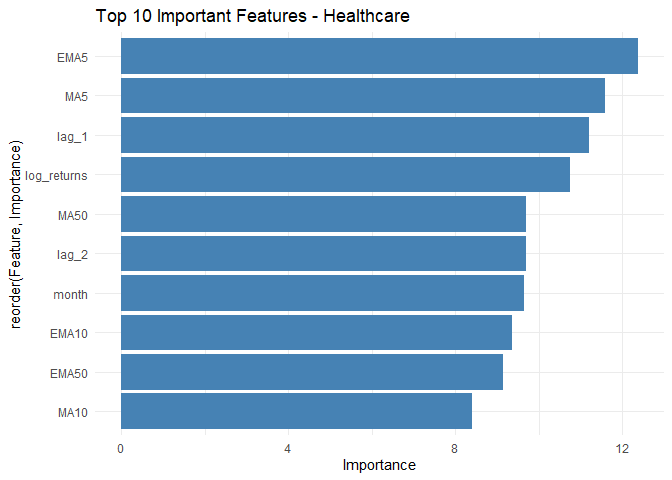 Top 10 Important Features - Healthcare
reorder(Feature, Importance)
EMA5
MA5
lag_1
log_returns
MA50
lag_2
month
EMA10
EMA50
MA10
0 4 8 12
Importance